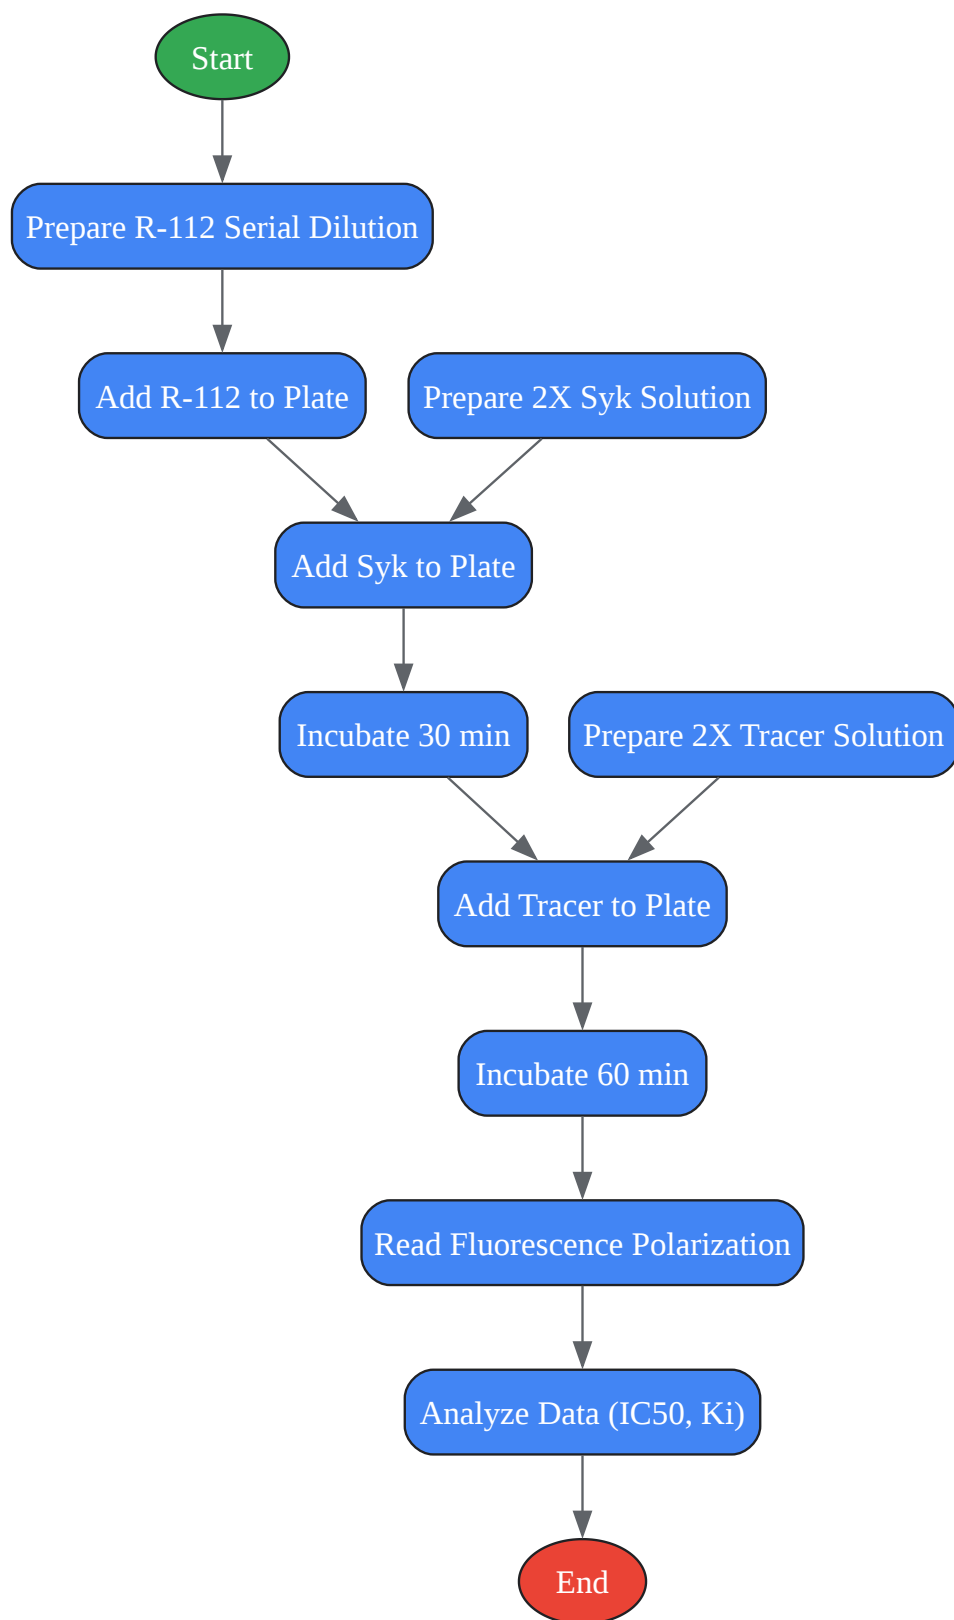 Start
Prepare R-112 Serial Dilution
Add R-112 to Plate
Prepare 2X Syk Solution
Add Syk to Plate
Incubate 30 min
Prepare 2X Tracer Solution
Add Tracer to Plate
Incubate 60 min
Read Fluorescence Polarization
Analyze Data (IC50, Ki)
End